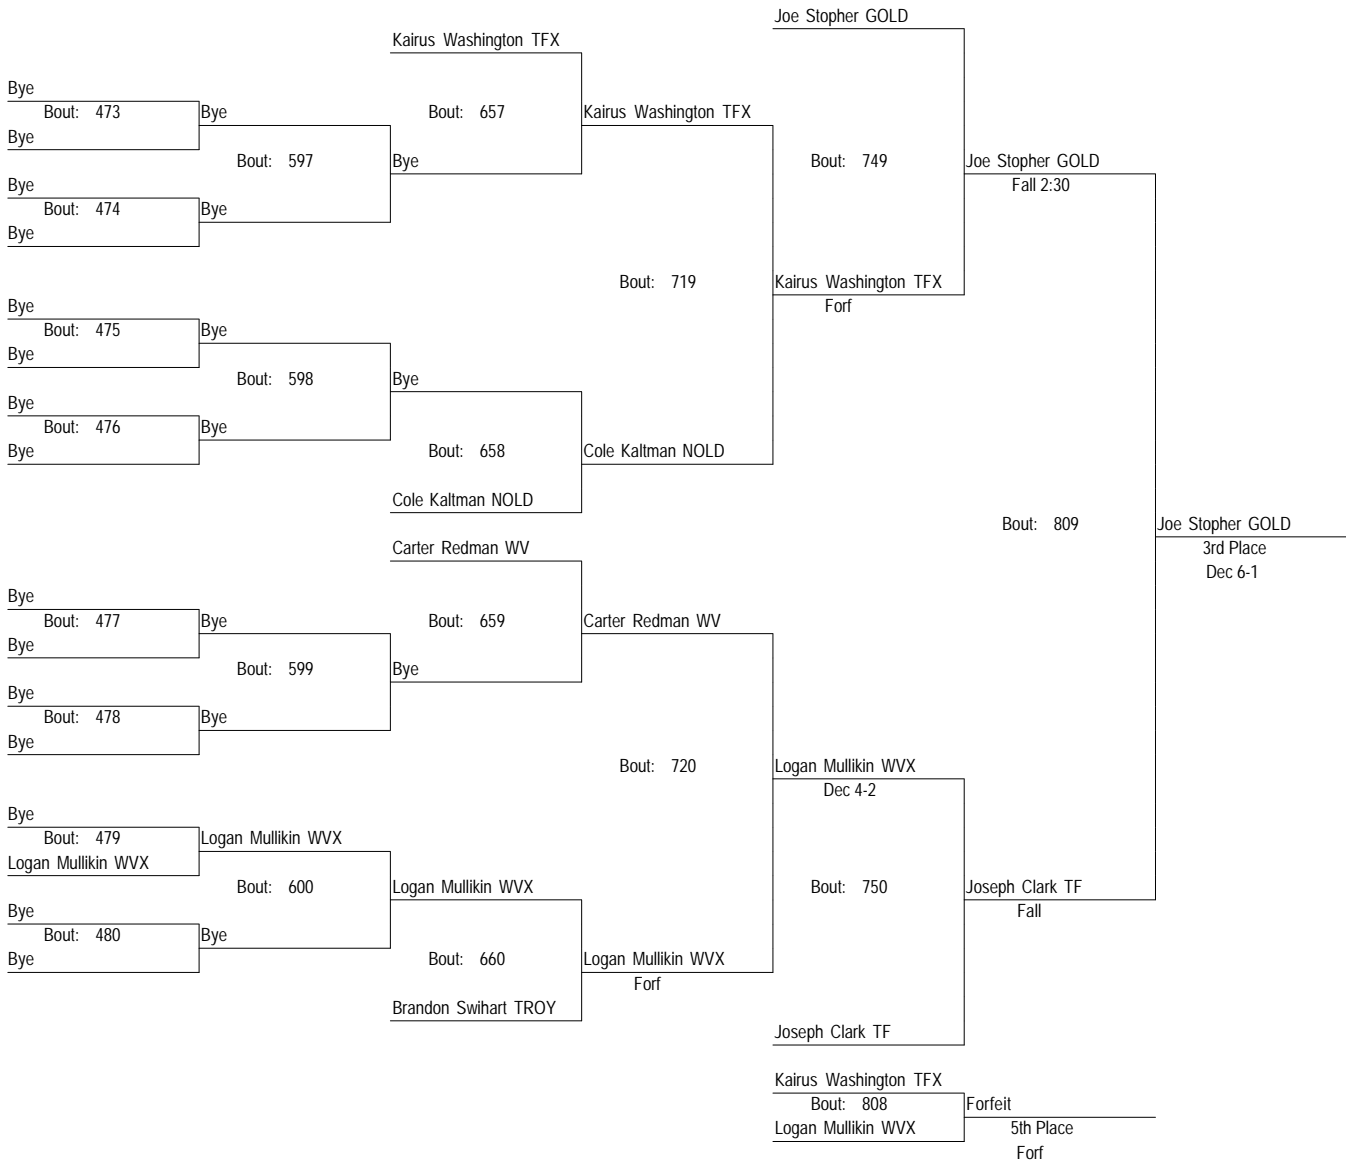 Joe Stopher GOLD
Kairus Washington TFX
Bye
Bout: 473
Bye
Bout: 657
Kairus Washington TFX
Bye
Bout: 597
Bye
Bout: 749
Joe Stopher GOLD
Fall 2:30
Bye
Bout: 474
Bye
Bye
Bout: 719
Kairus Washington TFX
Forf
Bye
Bout: 475
Bye
Bye
Bout: 598
Bye
Bye
Bout: 476
Bye
Bye
Bout: 658
Cole Kaltman NOLD
Cole Kaltman NOLD
Bout: 809
Joe Stopher GOLD
3rd Place
Dec 6-1
Carter Redman WV
Bye
Bout: 477
Bye
Bout: 659
Carter Redman WV
Bye
Bout: 599
Bye
Bye
Bout: 478
Bye
Bye
Bout: 720
Logan Mullikin WVX
Dec 4-2
Bye
Bout: 479
Logan Mullikin WVX
Logan Mullikin WVX
Bout: 600
Logan Mullikin WVX
Bout: 750
Joseph Clark TF
Fall
Bye
Bout: 480
Bye
Bye
Bout: 660
Logan Mullikin WVX
Forf
Brandon Swihart TROY
Joseph Clark TF
Kairus Washington TFX
Bout: 808
Forfeit
Logan Mullikin WVX
5th Place
Forf